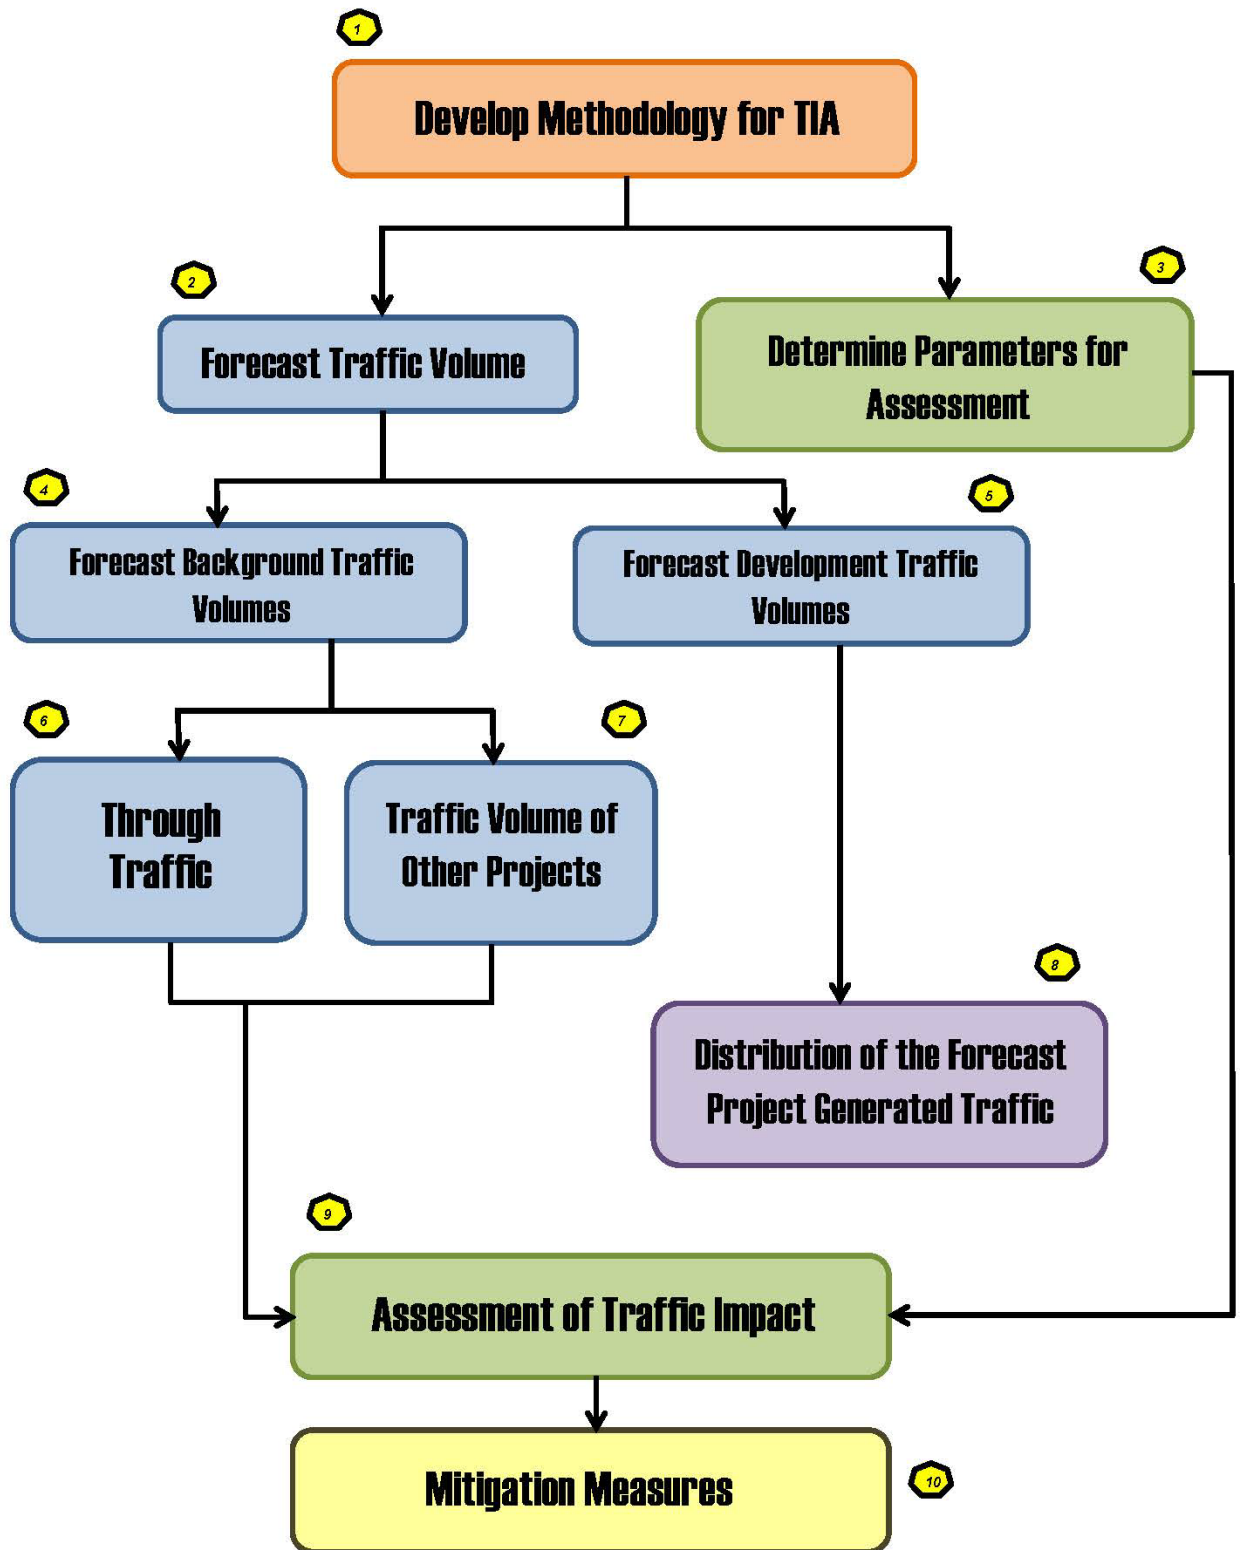 1
Develop Methodology for TIA
2
3
Forecast Traffic Volume
Determine Parameters for
Assessment
4
5
Forecast Background Traffic
Volumes
Forecast Development Traffic
Volumes
6
7
Through
Traffic
Traffic Volume of
Other Projects
8
Distribution of the Forecast
Project Generated Traffic
9
Assessment of Traffic Impact
Mitigation Measures
10